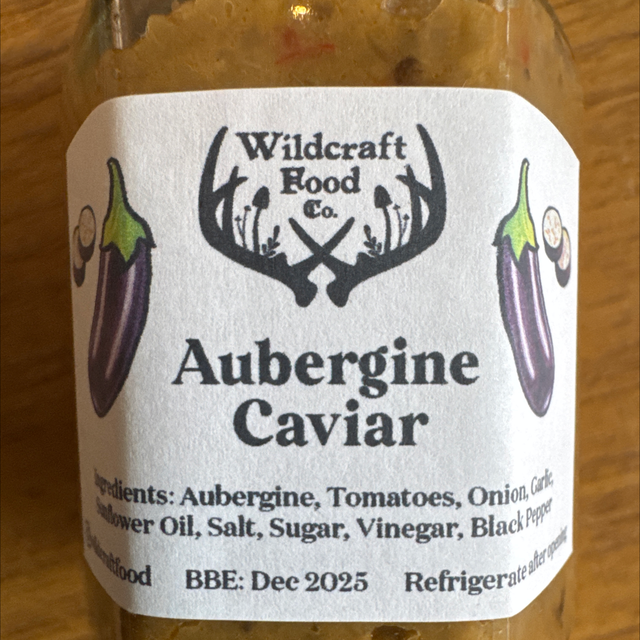 Wildcraft
Food
Co.
Aubergine
Caviar
Ingredients: Aubergine, Tomatoes, Onion, Garlic,
Sunflower Oil, Salt, Sugar, Vinegar, Black Pepper
BBE: Dec 2025
Refrigerate after opening